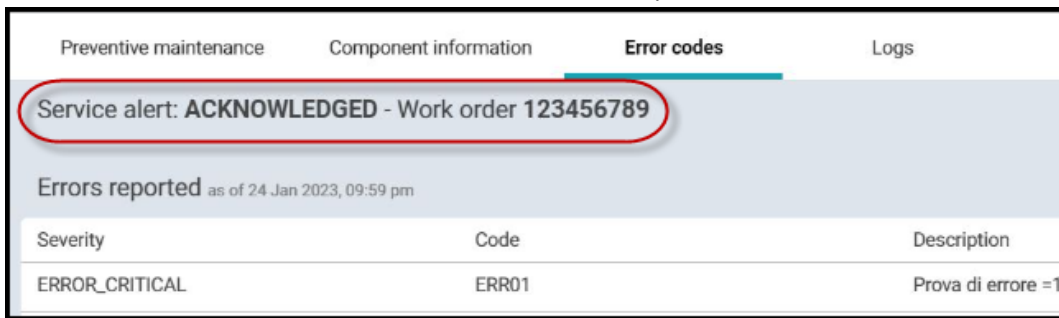 Preventive maintenance Component information Error codes Logs
Service alert: ACKNOWLEDGED - Work order 123456789
Errors reported as of 24 Jan 2023, 09:59 pm
Severity Code Description
ERROR_CRITICAL ERR01 Prova di errore =1